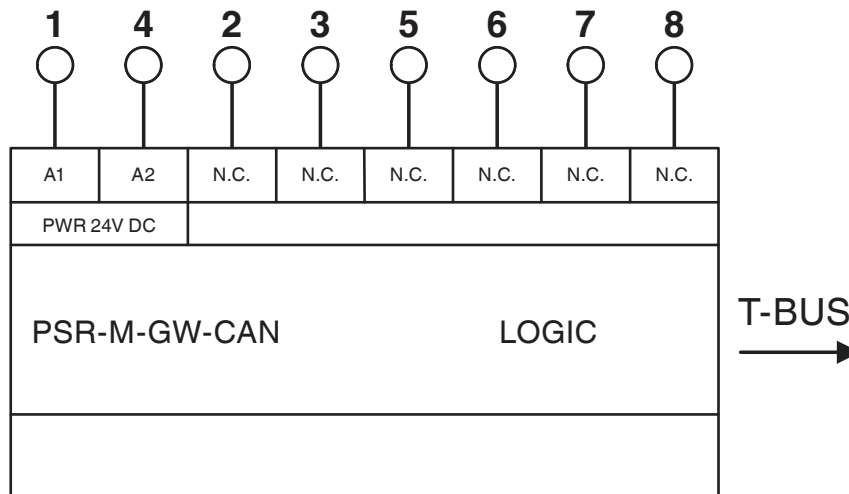 1 4 2 3 5 6 7 8
A1 A2 N.C. N.C. N.C. N.C. N.C. N.C.
PWR 24V DC
PSR-M-GW-CAN LOGIC
T-BUS